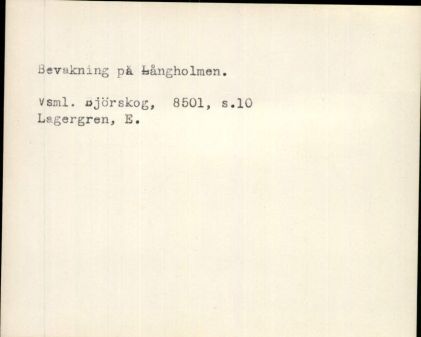 Bevakning på Långholmen.
Vsml. Björskog, 8501, s.10
Lagergren, E.